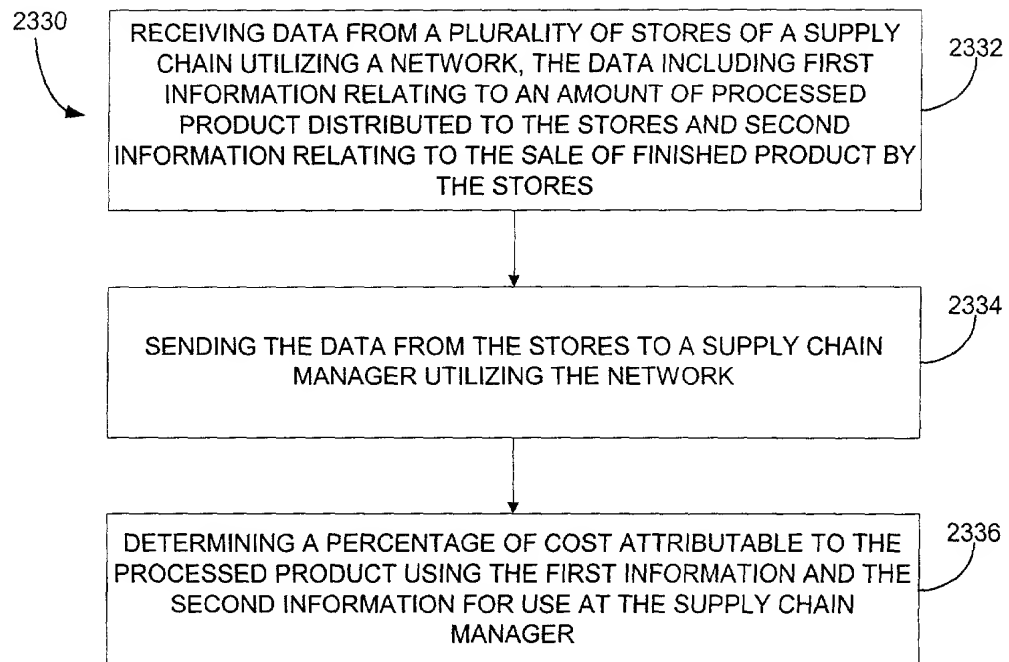 2330
RECEIVING DATA FROM A PLURALITY OF STORES OF A SUPPLY
CHAIN UTILIZING A NETWORK, THE DATA INCLUDING FIRST
INFORMATION RELATING TO AN AMOUNT OF PROCESSED
PRODUCT DISTRIBUTED TO THE STORES AND SECOND
INFORMATION RELATING TO THE SALE OF FINISHED PRODUCT BY
THE STORES
2332
SENDING THE DATA FROM THE STORES TO A SUPPLY CHAIN
MANAGER UTILIZING THE NETWORK
2334
DETERMINING A PERCENTAGE OF COST ATTRIBUTABLE TO THE
PROCESSED PRODUCT USING THE FIRST INFORMATION AND THE
SECOND INFORMATION FOR USE AT THE SUPPLY CHAIN
MANAGER
2336